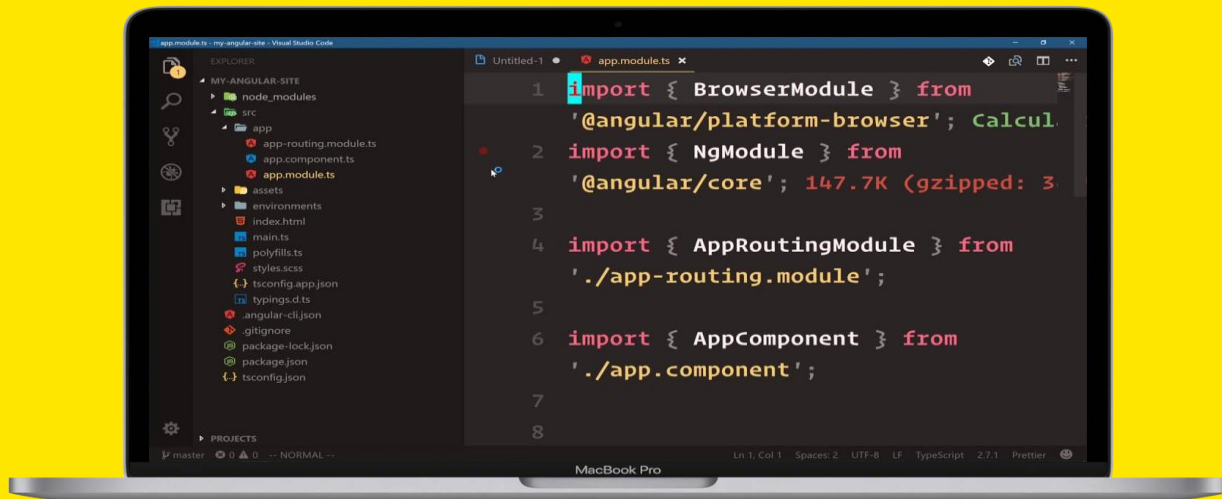 app.module.ts - my-angular-site - Visual Studio Code
EXPLORER
MY-ANGULAR-SITE
node_modules
src
app
app-routing.module.ts
app.component.ts
app.module.ts
assets
environments
index.html
main.ts
polyfills.ts
styles.scss
tsconfig.app.json
typings.d.ts
.angular-cli.json
.gitignore
package-lock.json
package.json
tsconfig.json
PROJECTS
1
Untitled-1
app.module.ts
1 import { BrowserModule } from
'@angular/platform-browser'; Calcul
2 import { NgModule } from
'@angular/core'; 147.7K (gzipped: 3
3
4 import { AppRoutingModule } from
'./app-routing.module';
5
6 import { AppComponent } from
'./app.component';
7
8
master 0 0 -- NORMAL --
Ln 1, Col 1 Spaces: 2 UTF-8 LF TypeScript 2.7.1 Prettier
MacBook Pro